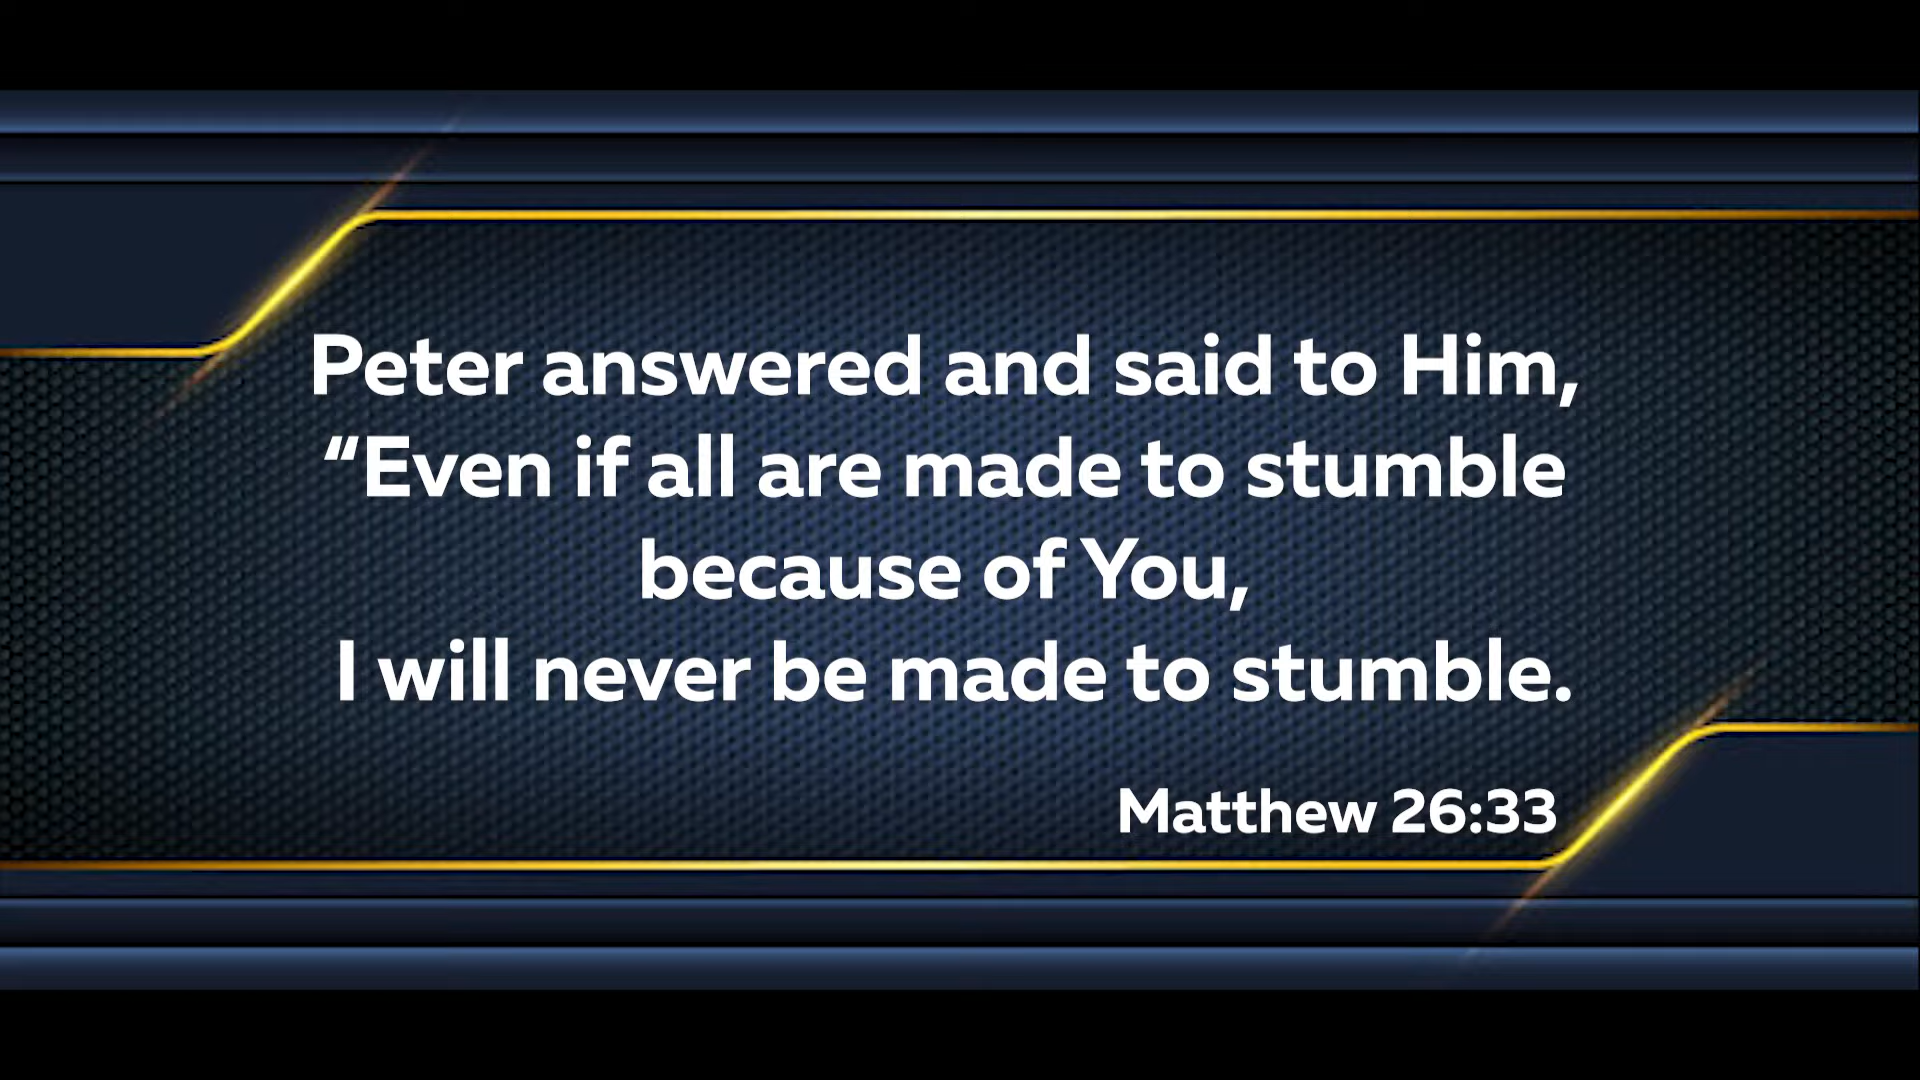 Peter answered and said to Him,
“Even if all are made to stumble
because of You,
I will never be made to stumble.
Matthew 26:33